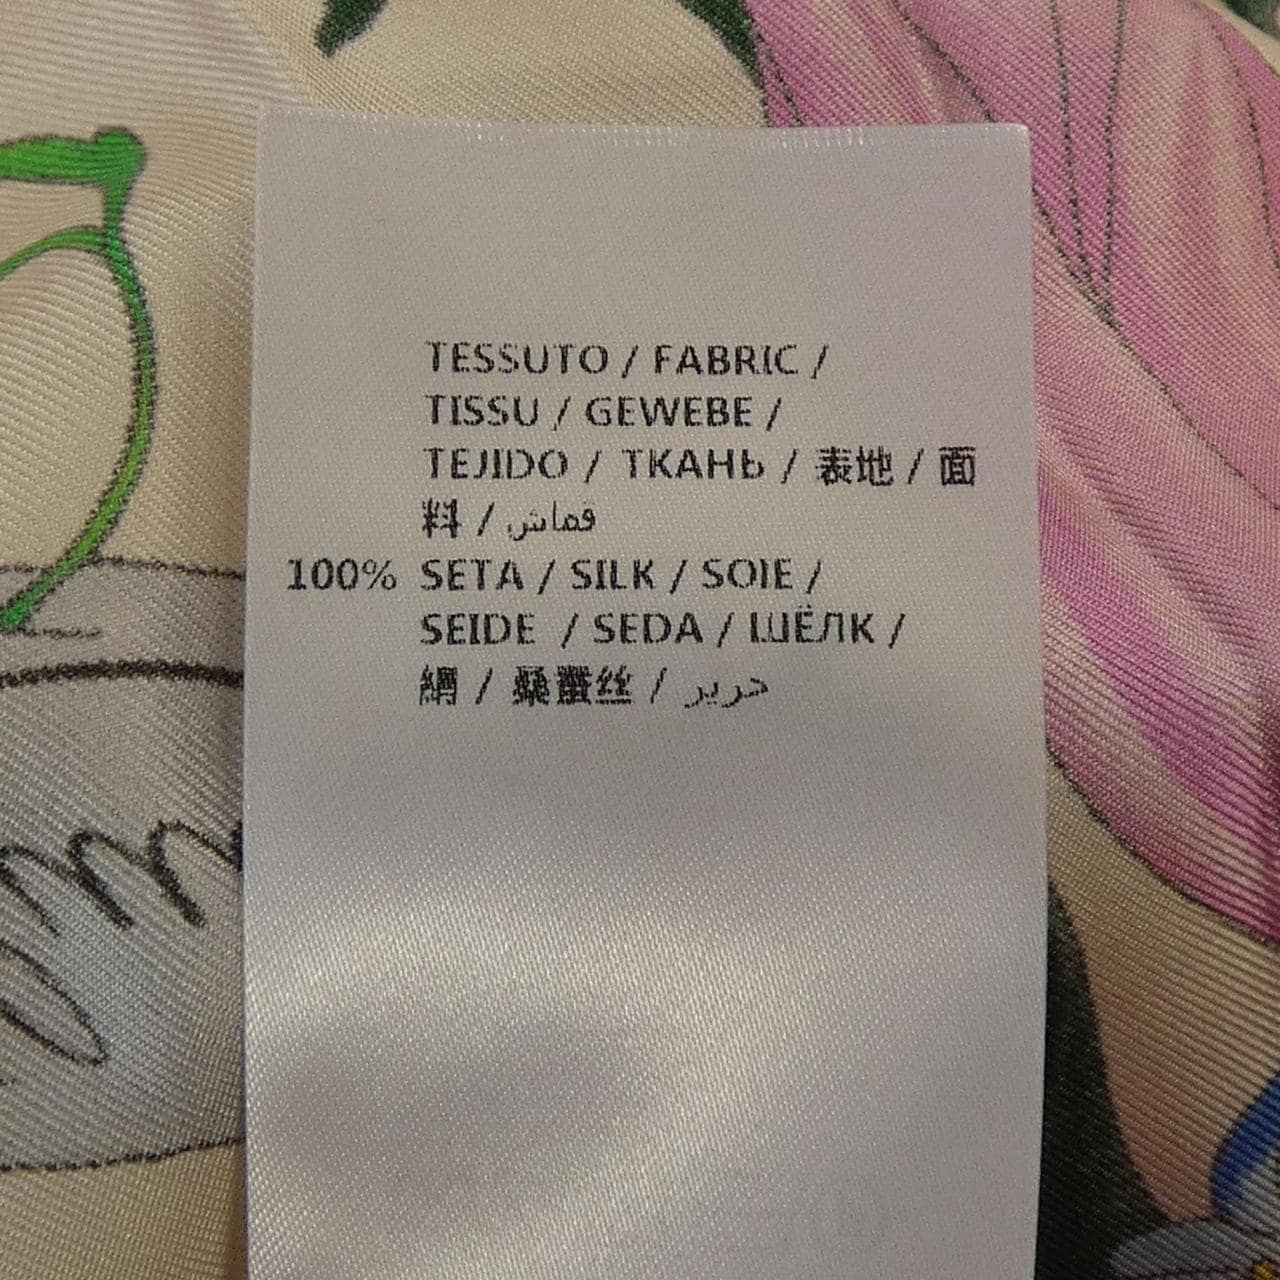 TESSUTO / FABRIC /
TISSU / GEWEBE /
TEJIDO / ТКАНЬ / 表地 / 面
料 / قماش
100% SETA / SILK / SOIE /
SEIDE / SEDA / ШЁЛК /
絹 / 桑蠶丝 / حرير